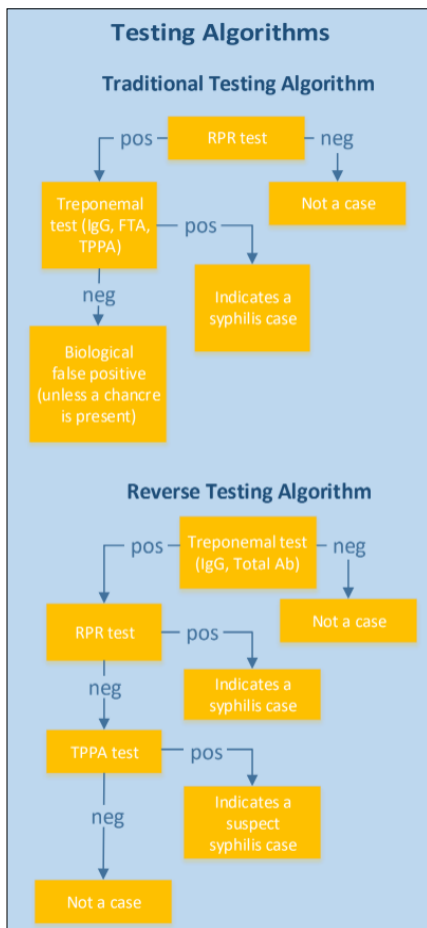 Testing Algorithms
Traditional Testing Algorithm
pos
RPR test
neg
Not a case
Treponemal
test (IgG, FTA,
TPPA)
pos
neg
Indicates a
syphilis case
Biological
false positive
(unless a chancre
is present)
Reverse Testing Algorithm
pos
Treponemal test
(IgG, Total Ab)
neg
Not a case
RPR test
pos
neg
Indicates a
syphilis case
TPPA test
pos
neg
Indicates a
suspect
syphilis case
Not a case